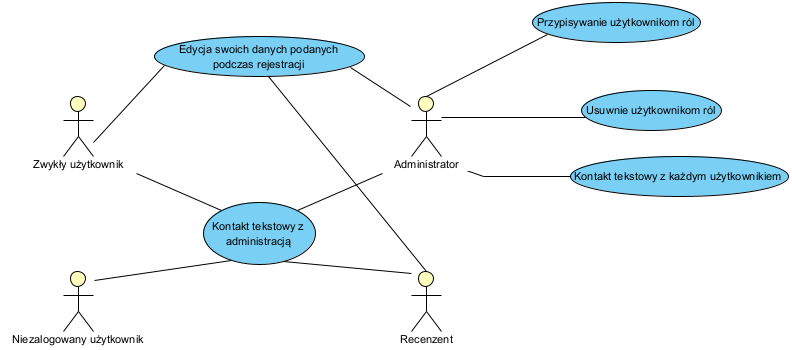 Przypisywanie użytkownikom ról
Edycja swoich danych podanych
podczas rejestracji
Usuwnie użytkownikom ról
Zwykły użytkownik
Administrator
Kontakt tekstowy z każdym użytkownikiem
Kontakt tekstowy z
administracją
Niezalogowany użytkownik
Recenzent